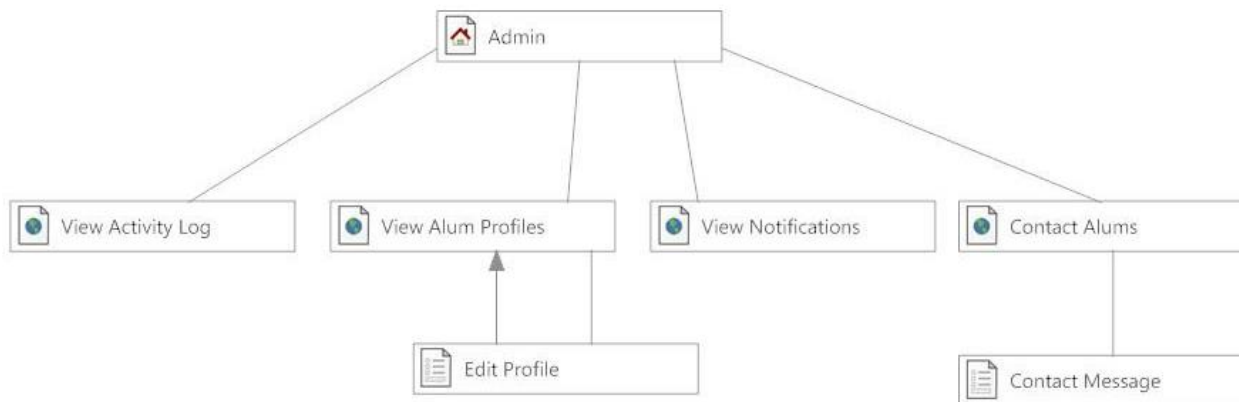 Admin
View Activity Log
View Alum Profiles
View Notifications
Contact Alums
Edit Profile
Contact Message